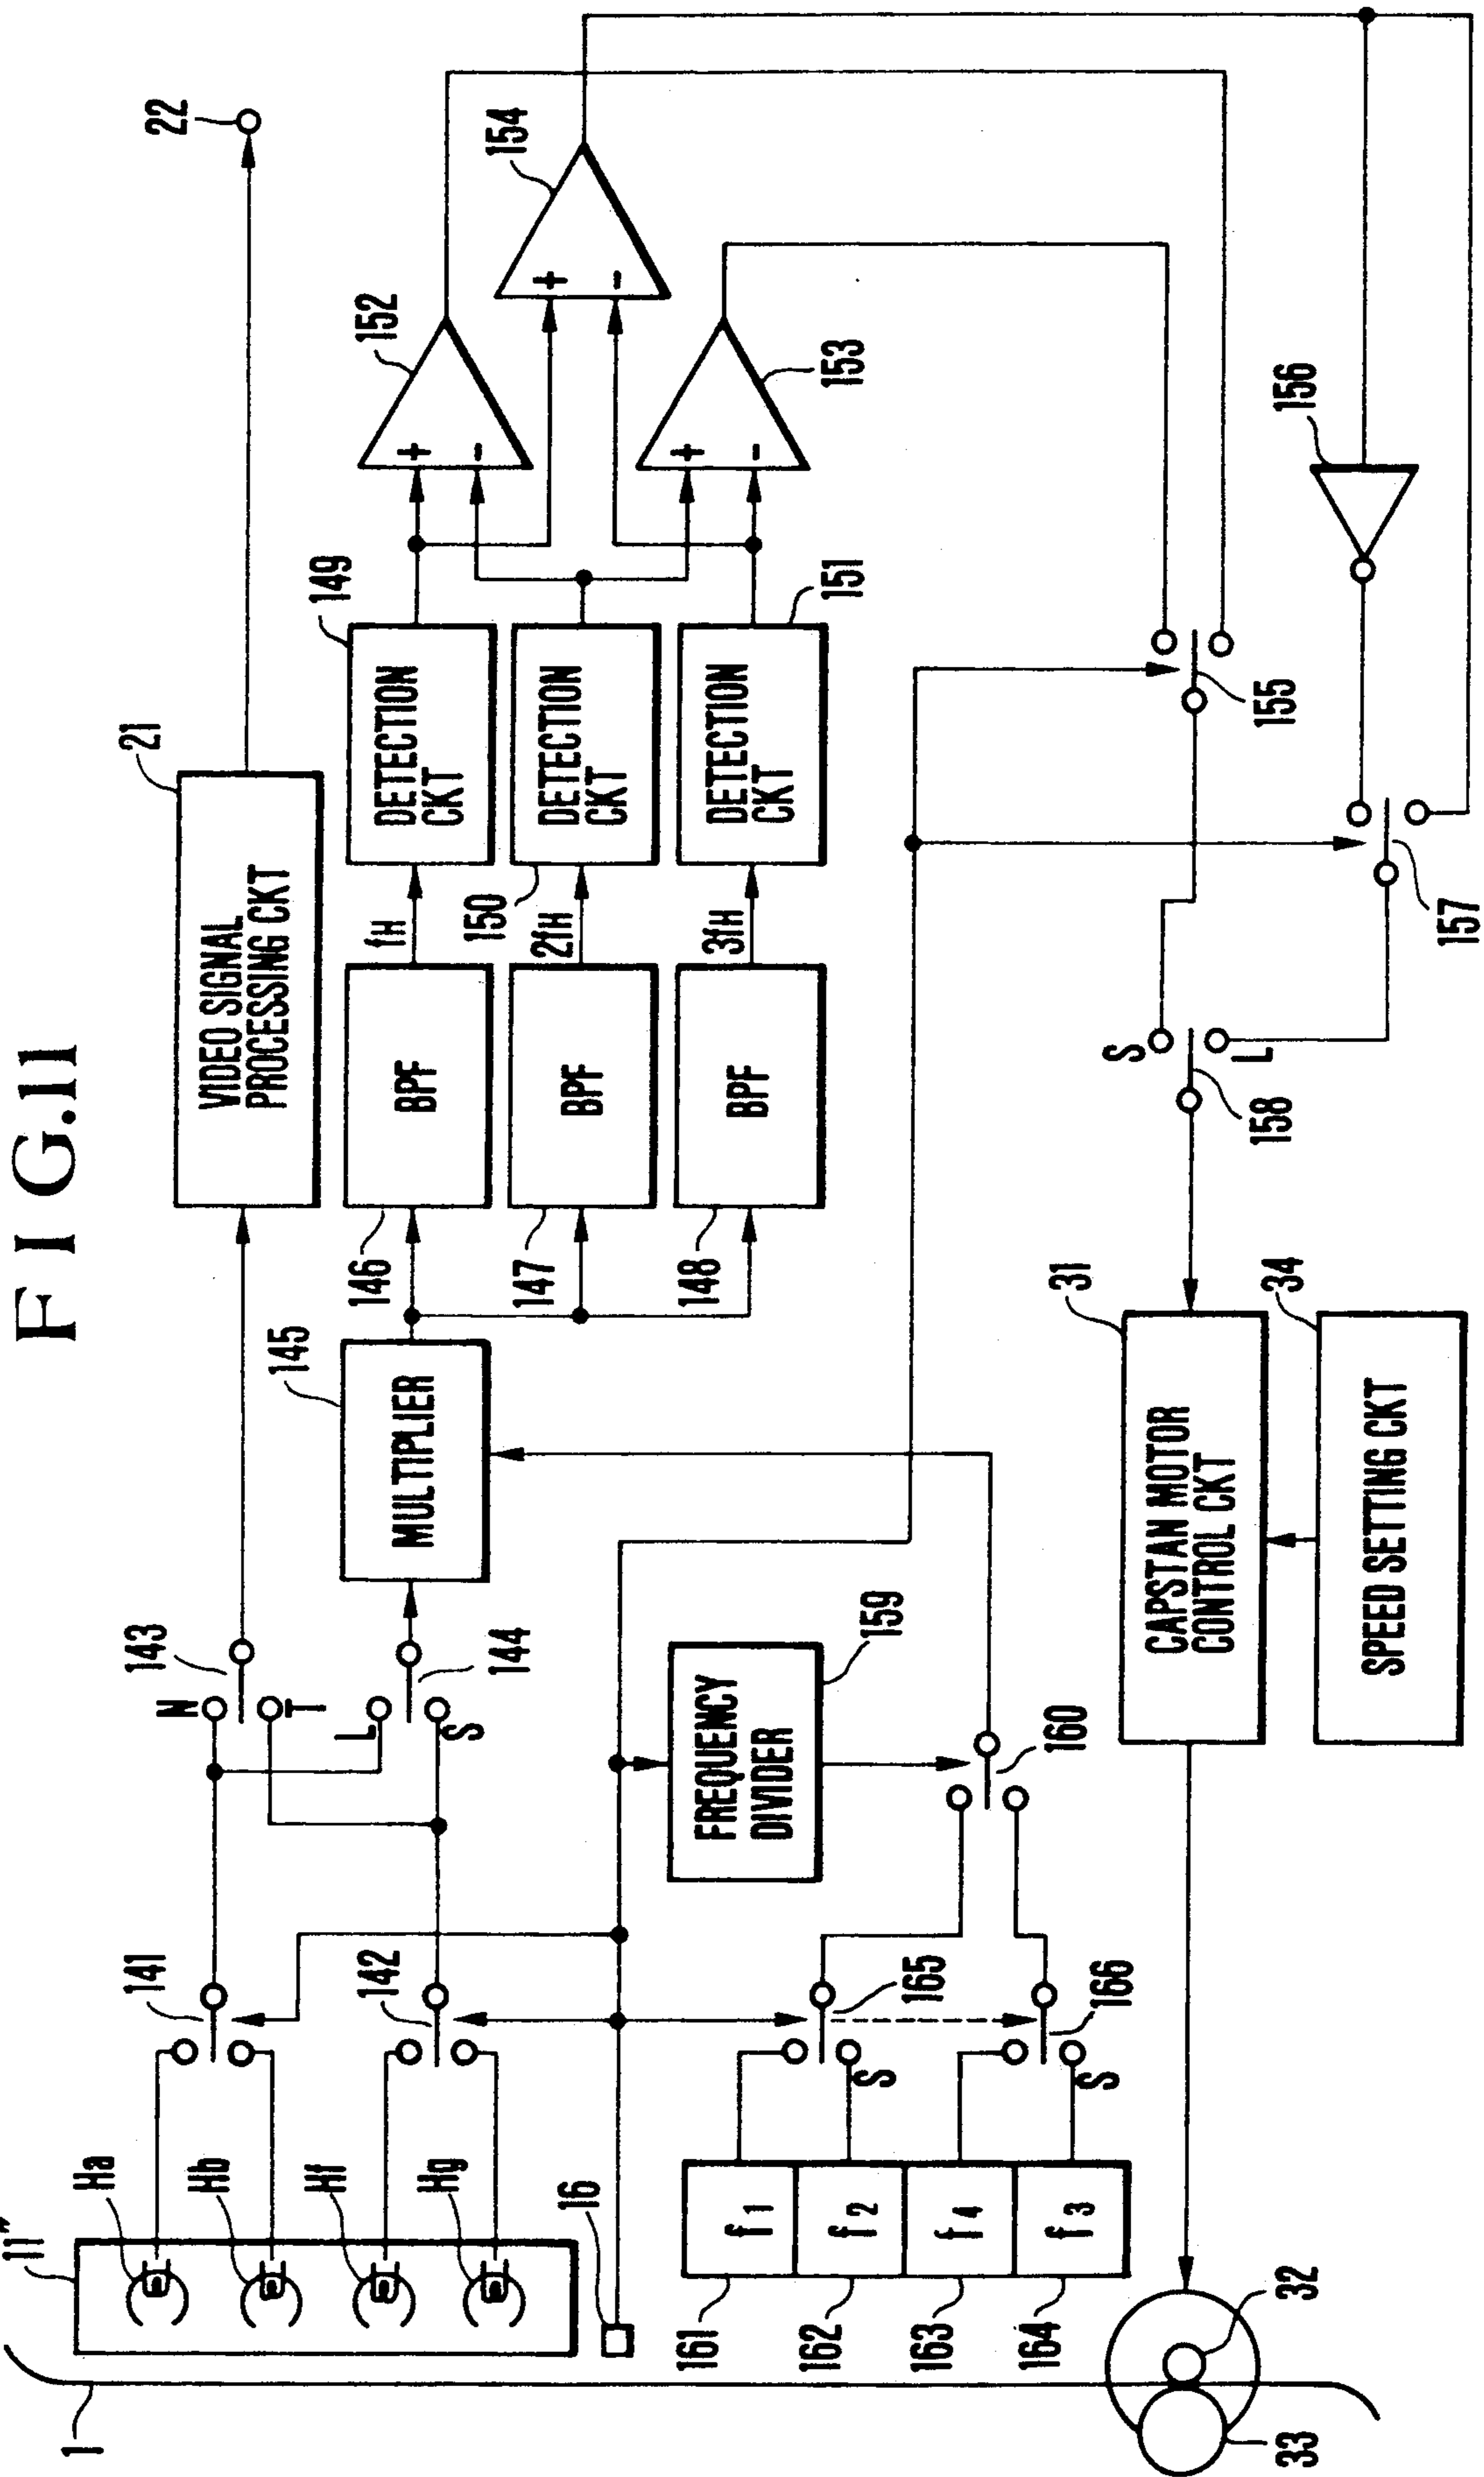 FIG.11
11"
Ha
Hb
Hf
Hg
16
1
141
142
N
T
143
L
S
144
VIDEO SIGNAL
PROCESSING CKT
21
22
MULTIPLIER
145
BPF
146
fH
BPF
147
2fH
BPF
148
3fH
DETECTION
CKT
149
DETECTION
CKT
150
DETECTION
CKT
151
+
-
152
+
-
154
+
-
153
FREQUENCY
DIVIDER
159
160
165
S
166
S
f1
f2
f4
f3
161
162
163
164
155
156
157
S
L
158
CAPSTAN MOTOR
CONTROL CKT
31
SPEED SETTING CKT
34
32
33